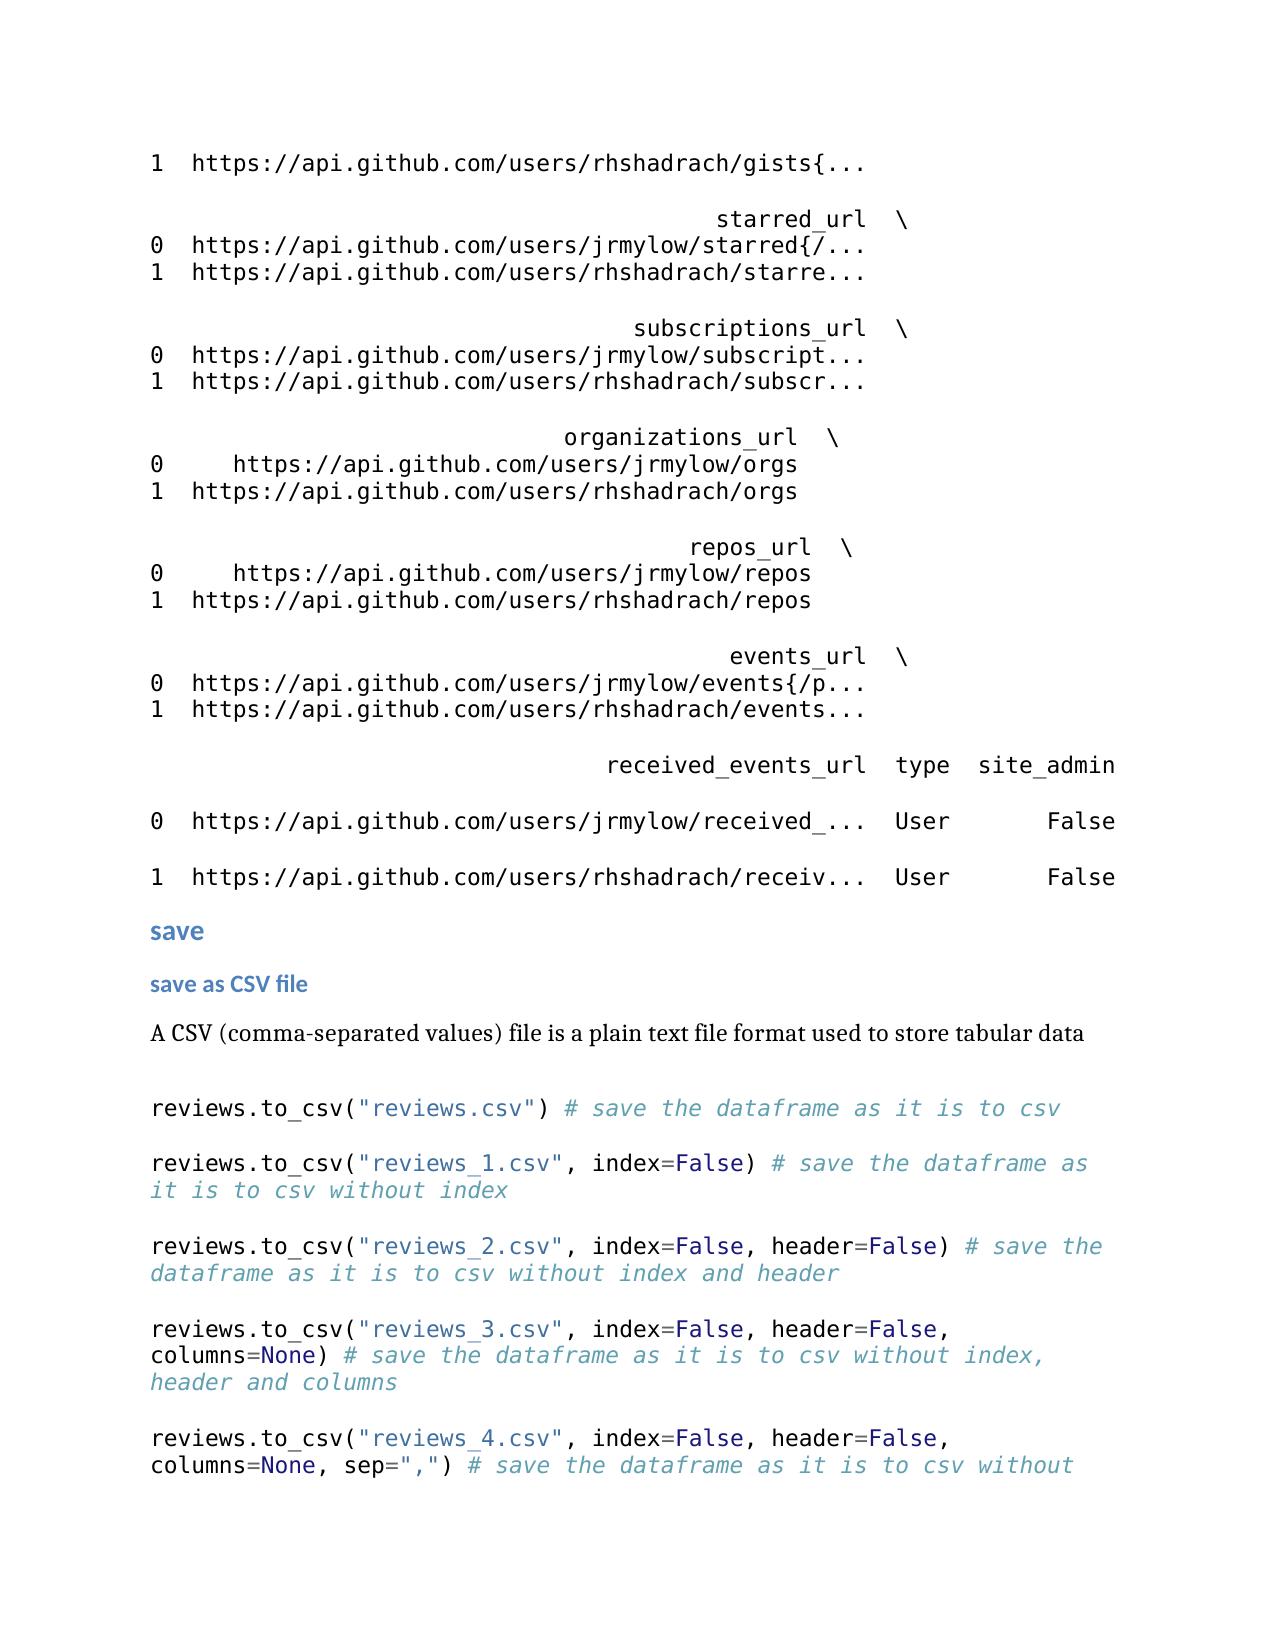 1  https://api.github.com/users/rhshadrach/gists{...
starred_url  \
0  https://api.github.com/users/jrmylow/starred{/...
1  https://api.github.com/users/rhshadrach/starre...
subscriptions_url  \
0  https://api.github.com/users/jrmylow/subscript...
1  https://api.github.com/users/rhshadrach/subscr...
organizations_url  \
0     https://api.github.com/users/jrmylow/orgs
1  https://api.github.com/users/rhshadrach/orgs
repos_url  \
0     https://api.github.com/users/jrmylow/repos
1  https://api.github.com/users/rhshadrach/repos
events_url  \
0  https://api.github.com/users/jrmylow/events{/p...
1  https://api.github.com/users/rhshadrach/events...
received_events_url  type  site_admin
0  https://api.github.com/users/jrmylow/received_...  User       False
1  https://api.github.com/users/rhshadrach/receiv...  User       False
save
save as CSV file
A CSV (comma-separated values) file is a plain text file format used to store tabular data
reviews.to_csv("reviews.csv") # save the dataframe as it is to csv
reviews.to_csv("reviews_1.csv", index=False) # save the dataframe as
it is to csv without index
reviews.to_csv("reviews_2.csv", index=False, header=False) # save the
dataframe as it is to csv without index and header
reviews.to_csv("reviews_3.csv", index=False, header=False,
columns=None) # save the dataframe as it is to csv without index,
header and columns
reviews.to_csv("reviews_4.csv", index=False, header=False,
columns=None, sep=",") # save the dataframe as it is to csv without